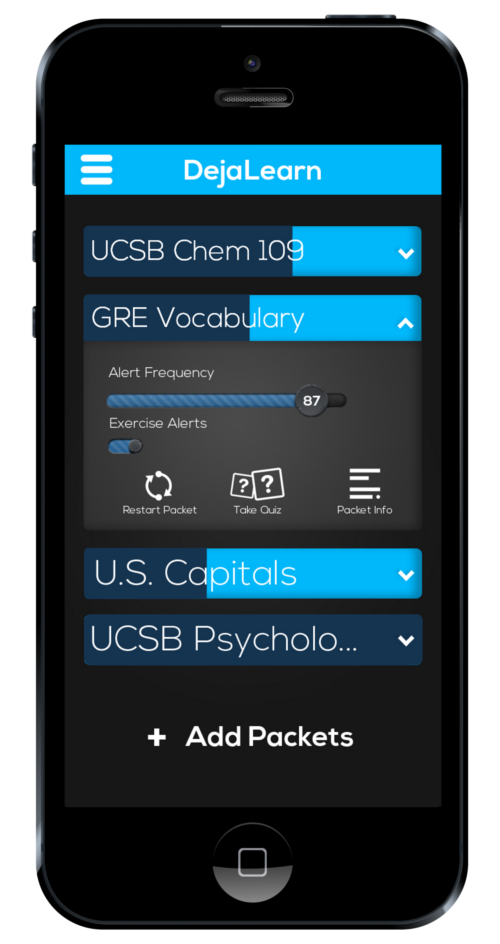 DejaLearn
UCSB Chem 109
GRE Vocabulary
Alert Frequency
87
Exercise Alerts
? ?
Restart Packet
Take Quiz
Packet Info
U.S. Capitals
UCSB Psycholo...
+ Add Packets